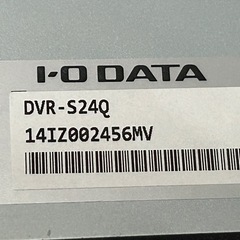 I-O DATA
DVR-S24Q
14IZ002456MV